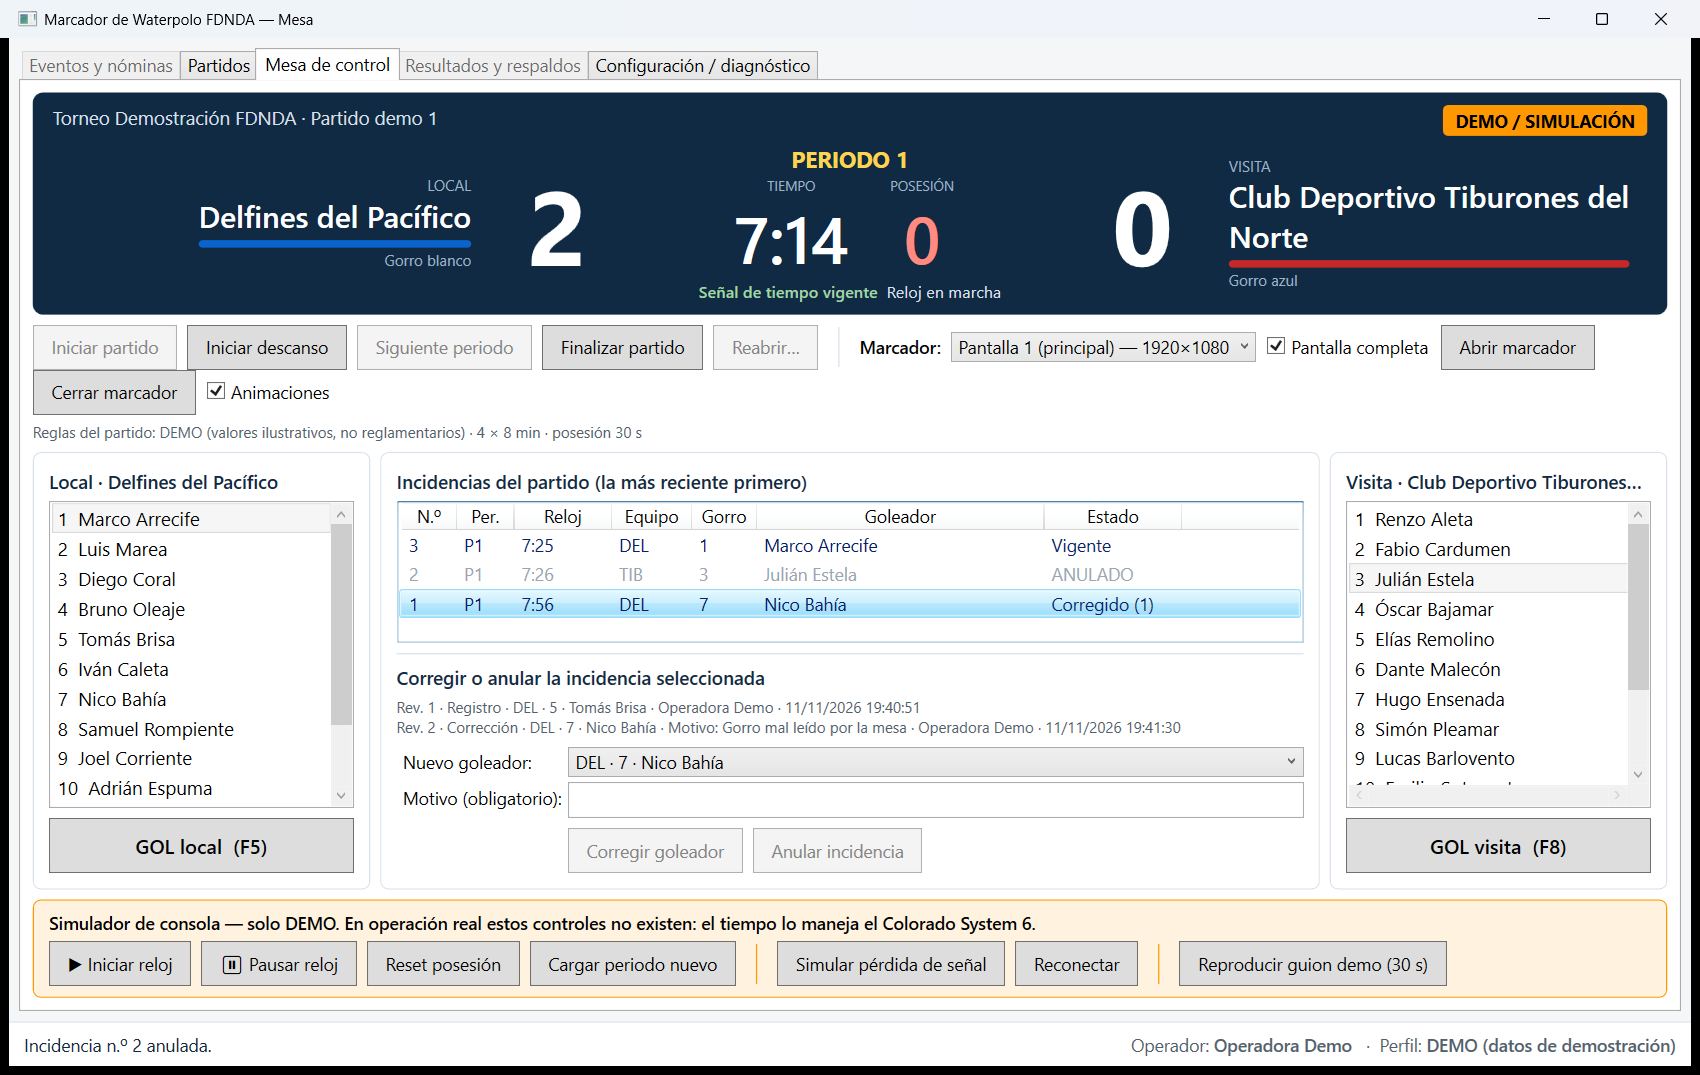 Marcador de Waterpolo FDNDA — Mesa
Eventos y nóminas
Partidos
Mesa de control
Resultados y respaldos
Configuración / diagnóstico
Torneo Demostración FDNDA · Partido demo 1
DEMO / SIMULACIÓN
LOCAL
Delfines del Pacífico
Gorro blanco
2
PERIODO 1
TIEMPO
POSESIÓN
7:14
0
Señal de tiempo vigente
Reloj en marcha
0
VISITA
Club Deportivo Tiburones del
Norte
Gorro azul
Iniciar partido
Iniciar descanso
Siguiente periodo
Finalizar partido
Reabrir...
Marcador:
Pantalla 1 (principal) — 1920×1080
Pantalla completa
Abrir marcador
Cerrar marcador
Animaciones
Reglas del partido: DEMO (valores ilustrativos, no reglamentarios) · 4 × 8 min · posesión 30 s
Local · Delfines del Pacífico
1 Marco Arrecife
2 Luis Marea
3 Diego Coral
4 Bruno Oleaje
5 Tomás Brisa
6 Iván Caleta
7 Nico Bahía
8 Samuel Rompiente
9 Joel Corriente
10 Adrián Espuma
GOL local (F5)
Incidencias del partido (la más reciente primero)
N.º Per. Reloj Equipo Gorro Goleador Estado
3 P1 7:25 DEL 1 Marco Arrecife Vigente
2 P1 7:26 TIB 3 Julián Estela ANULADO
1 P1 7:56 DEL 7 Nico Bahía Corregido (1)
Corregir o anular la incidencia seleccionada
Rev. 1 · Registro · DEL · 5 · Tomás Brisa · Operadora Demo · 11/11/2026 19:40:51
Rev. 2 · Corrección · DEL · 7 · Nico Bahía · Motivo: Gorro mal leído por la mesa · Operadora Demo · 11/11/2026 19:41:30
Nuevo goleador:
DEL · 7 · Nico Bahía
Motivo (obligatorio):
Corregir goleador
Anular incidencia
Visita · Club Deportivo Tiburones...
1 Renzo Aleta
2 Fabio Cardumen
3 Julián Estela
4 Óscar Bajamar
5 Elías Remolino
6 Dante Malecón
7 Hugo Ensenada
8 Simón Pleamar
9 Lucas Barlovento
GOL visita (F8)
Simulador de consola — solo DEMO. En operación real estos controles no existen: el tiempo lo maneja el Colorado System 6.
Iniciar reloj
Pausar reloj
Reset posesión
Cargar periodo nuevo
Simular pérdida de señal
Reconectar
Reproducir guion demo (30 s)
Incidencia n.º 2 anulada.
Operador: Operadora Demo · Perfil: DEMO (datos de demostración)